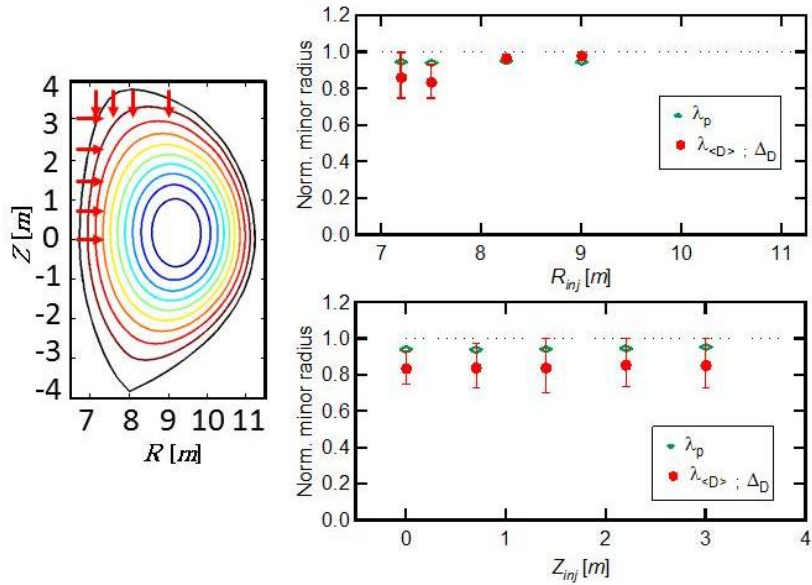 4
3
2
1
0
-1
-2
-3
-4
Z [m]
7 8 9 10 11
R [m]
1.2
1.0
0.8
0.6
0.4
0.2
0.0
Norm. minor radius
λp
λ<D> ; ΔD
7 8 9 10 11
Rinj [m]
1.2
1.0
0.8
0.6
0.4
0.2
0.0
Norm. minor radius
λp
λ<D> ; ΔD
0 1 2 3 4
Zinj [m]